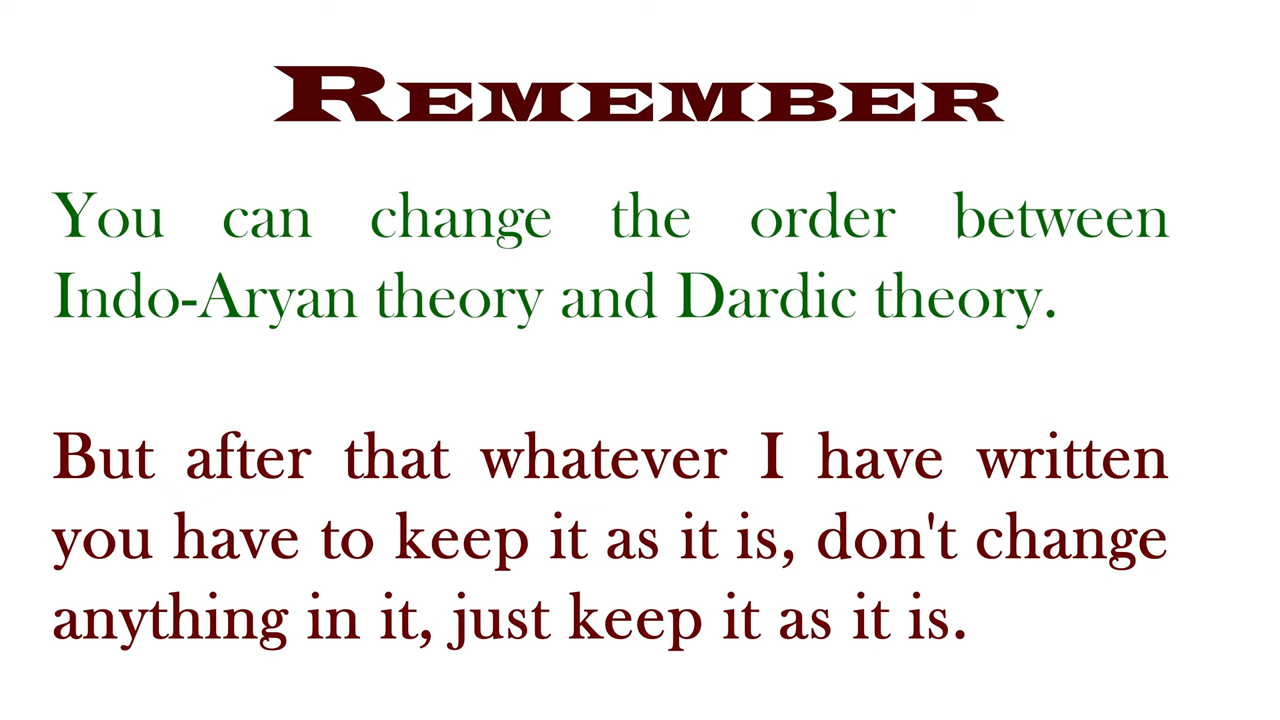 Remember
You can change the order between
Indo-Aryan theory and Dardic theory.
But after that whatever I have written
you have to keep it as it is, don't change
anything in it, just keep it as it is.